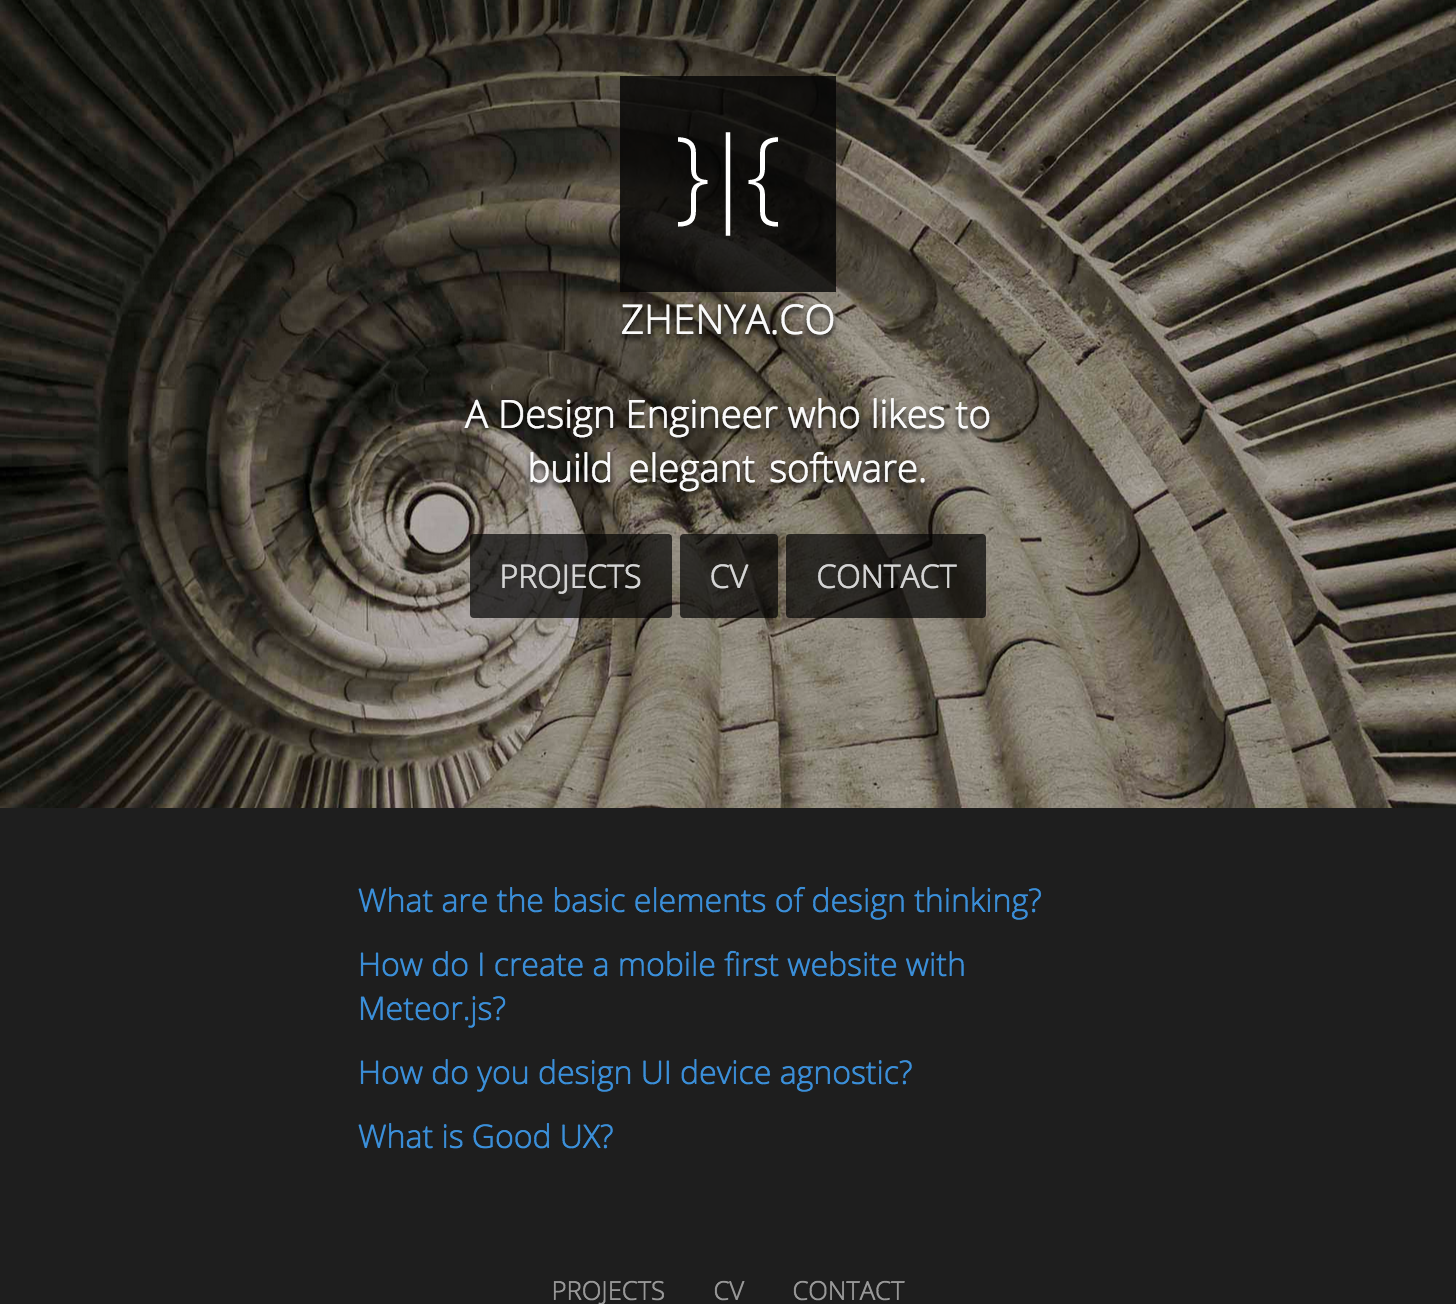 }|{
ZHENYA.CO
A Design Engineer who likes to
build elegant software.
PROJECTS CV CONTACT
What are the basic elements of design thinking?
How do I create a mobile first website with
Meteor.js?
How do you design UI device agnostic?
What is Good UX?
PROJECTS CV CONTACT